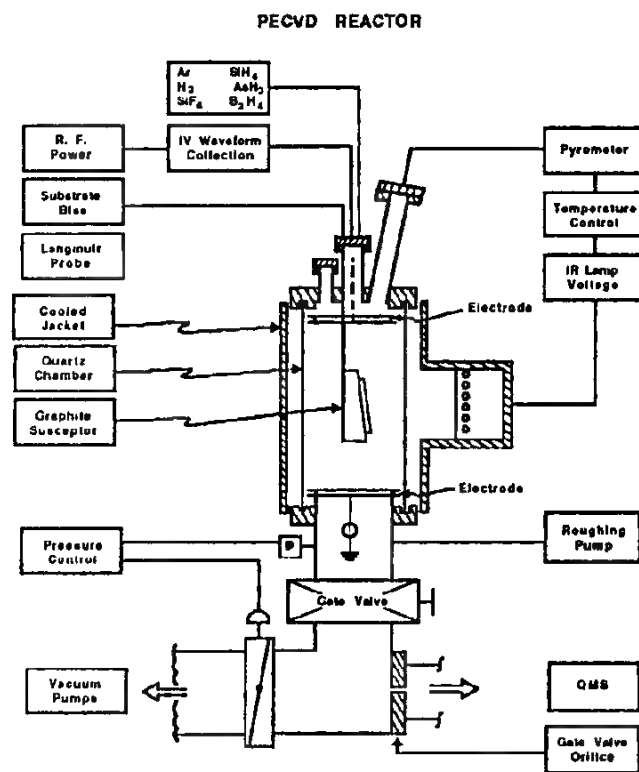 PECVD REACTOR
Ar SiH₄
H₂ AsH₃
SiF₄ B₂H₄
R. F.
Power
IV Waveform
Collection
Pyrometer
Substrate
Bias
Temperature
Control
Langmuir
Probe
IR Lamp
Voltage
Cooled
Jacket
Electrode
Quartz
Chamber
Graphite
Susceptor
Electrode
Pressure
Control
P
Roughing
Pump
Gate Valve
Vacuum
Pumps
QMS
Gate Valve
Orifice